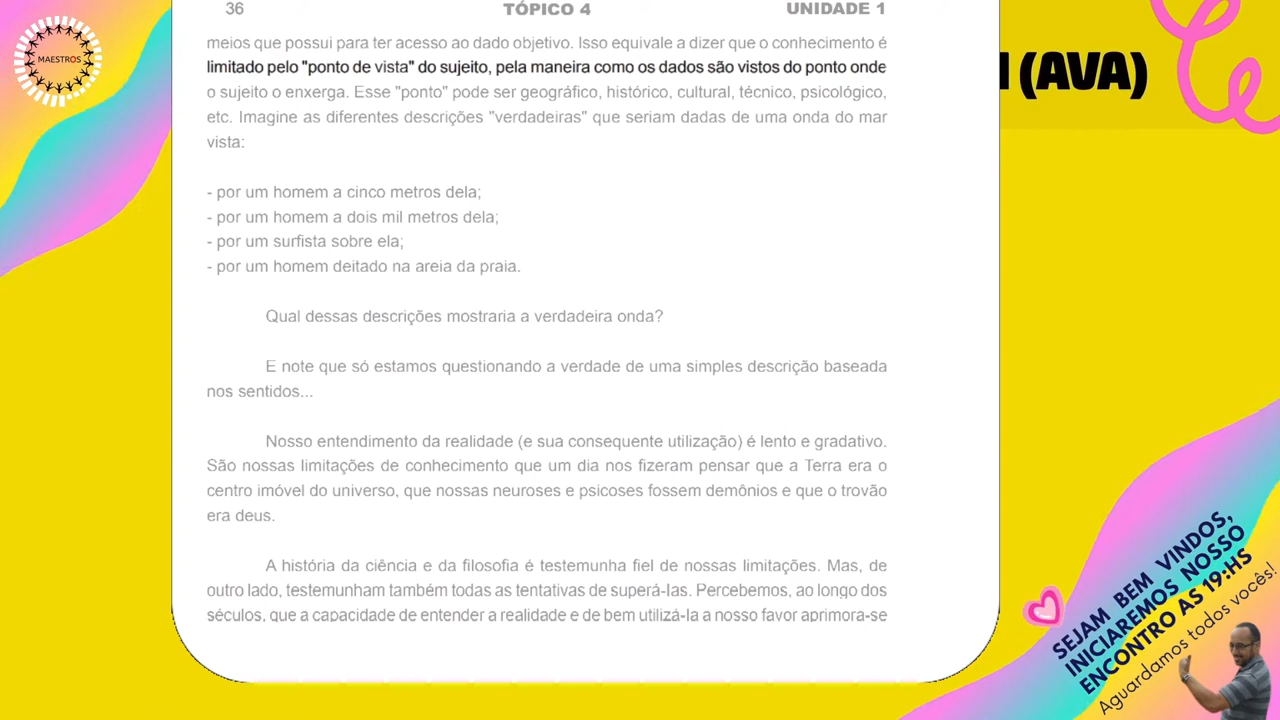 36 TÓPICO 4 UNIDADE 1
meios que possui para ter acesso ao dado objetivo. Isso equivale a dizer que o conhecimento é
limitado pelo "ponto de vista" do sujeito, pela maneira como os dados são vistos do ponto onde
o sujeito o enxerga. Esse "ponto" pode ser geográfico, histórico, cultural, técnico, psicológico,
etc. Imagine as diferentes descrições "verdadeiras" que seriam dadas de uma onda do mar
vista:
- por um homem a cinco metros dela;
- por um homem a dois mil metros dela;
- por um surfista sobre ela;
- por um homem deitado na areia da praia.
Qual dessas descrições mostraria a verdadeira onda?
E note que só estamos questionando a verdade de uma simples descrição baseada
nos sentidos...
Nosso entendimento da realidade (e sua consequente utilização) é lento e gradativo.
São nossas limitações de conhecimento que um dia nos fizeram pensar que a Terra era o
centro imóvel do universo, que nossas neuroses e psicoses fossem demônios e que o trovão
era deus.
A história da ciência e da filosofia é testemunha fiel de nossas limitações. Mas, de
outro lado, testemunham também todas as tentativas de superá-las. Percebemos, ao longo dos
séculos, que a capacidade de entender a realidade e de bem utilizá-la a nosso favor aprimora-se
MAESTROS
(AVA)
SEJAM BEM VINDOS,
INICIAREMOS NOSSO
ENCONTRO AS 19:HS
Aguardamos todos vocês!